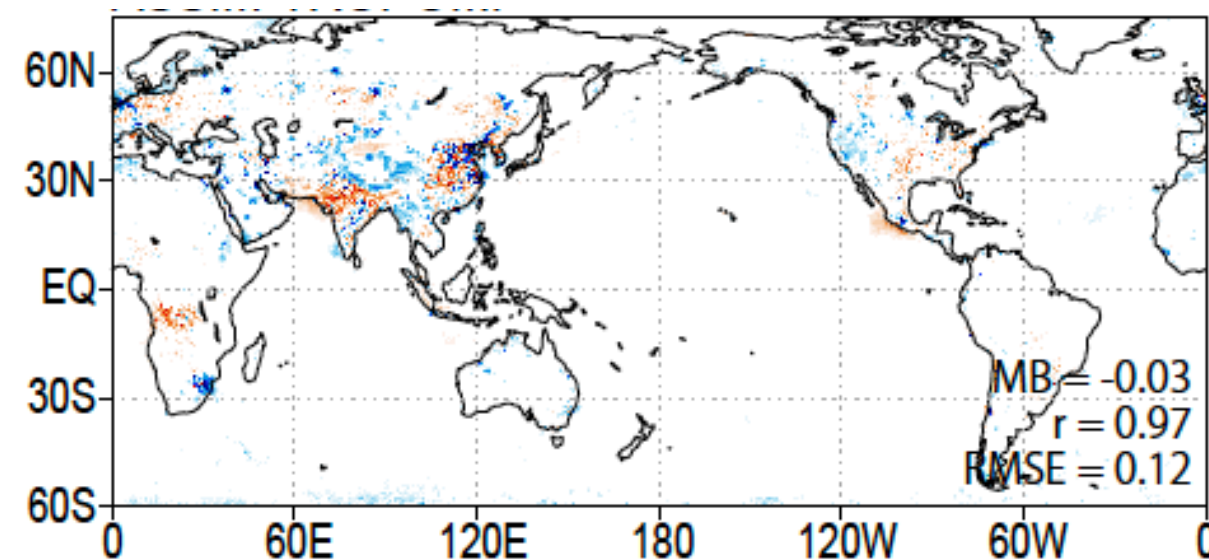 60N
30N
EQ
30S
60S
MB = -0.03
r = 0.97
RMSE = 0.12
0 60E 120E 180 120W 60W 0